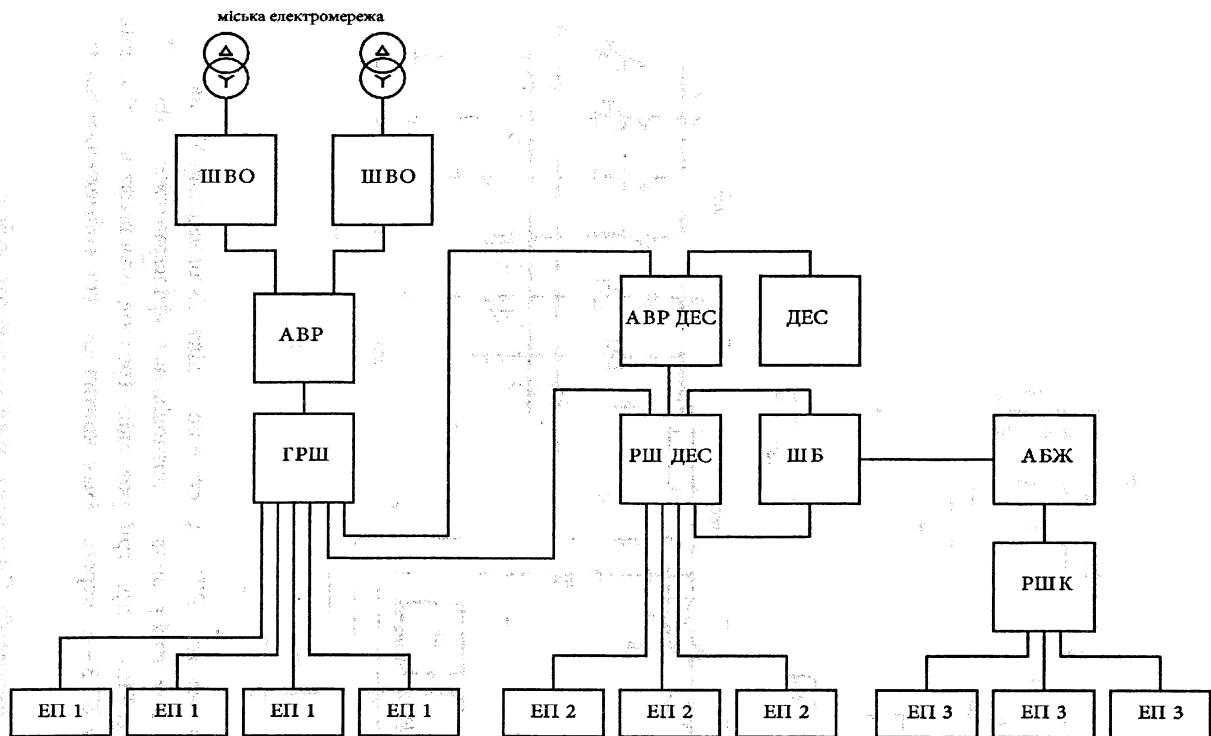 міська електромережа
ШВО ШВО
АВР АВР ДЕС ДЕС
ГРШ РШ ДЕС ШБ АБЖ
РШК
ЕП 1 ЕП 1 ЕП 1 ЕП 1 ЕП 2 ЕП 2 ЕП 2 ЕП 3 ЕП 3 ЕП 3